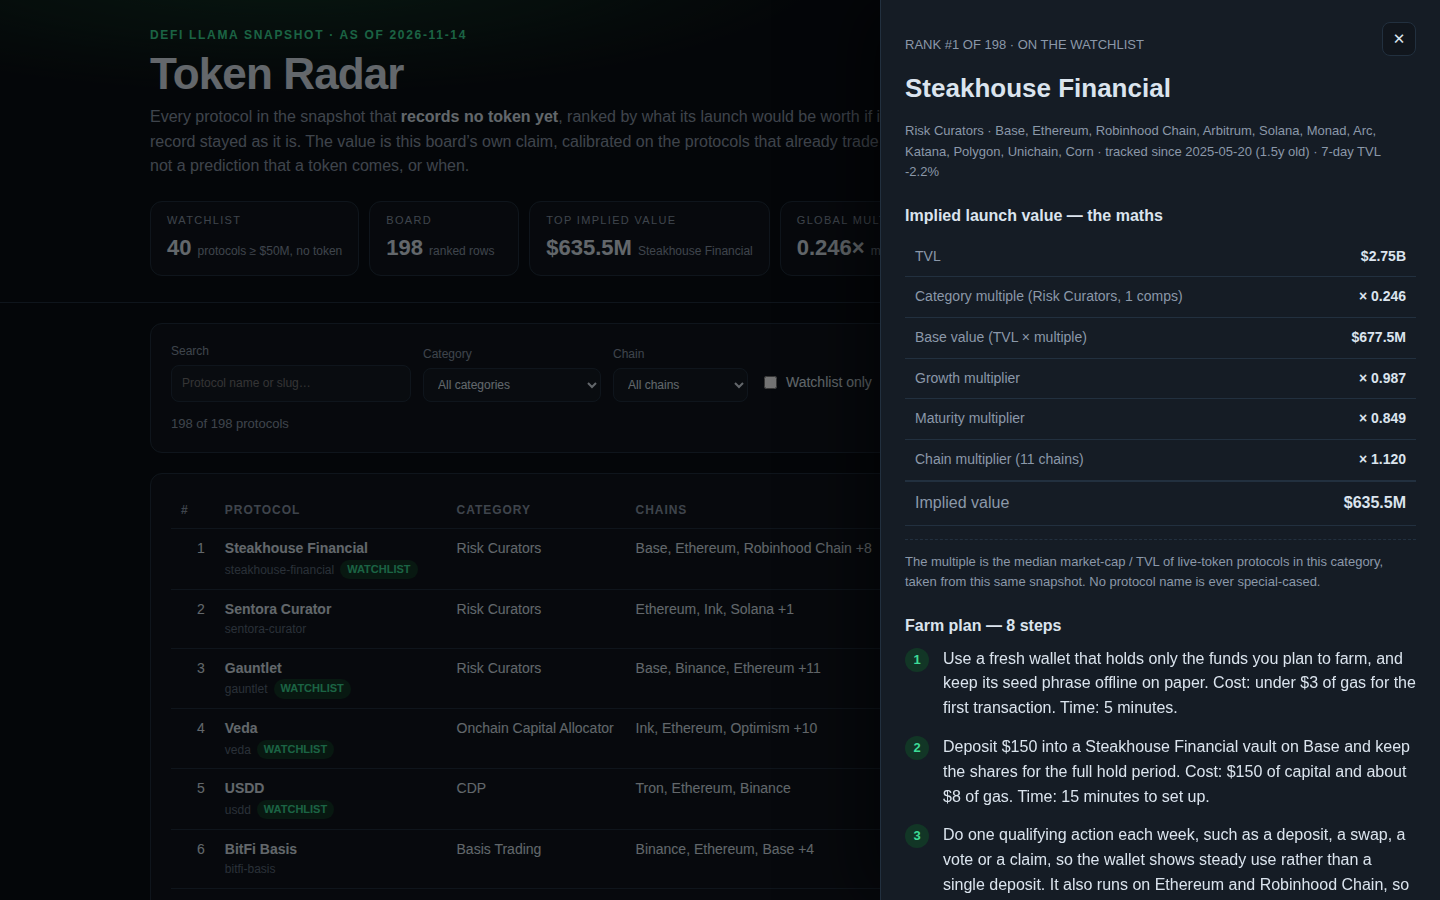 DEFI LLAMA SNAPSHOT · AS OF 2026-11-14
Token Radar
Every protocol in the snapshot that records no token yet, ranked by what its launch would be worth if i
record stayed as it is. The value is this board's own claim, calibrated on the protocols that already trade
not a prediction that a token comes, or when.
WATCHLIST
40 protocols ≥ $50M, no token
BOARD
198 ranked rows
TOP IMPLIED VALUE
$635.5M Steakhouse Financial
GLOBAL MUL
0.246× m
Search
Protocol name or slug…
Category
All categories
Chain
All chains
Watchlist only
198 of 198 protocols
# PROTOCOL CATEGORY CHAINS
1 Steakhouse Financial Risk Curators Base, Ethereum, Robinhood Chain +8
steakhouse-financial WATCHLIST
2 Sentora Curator Risk Curators Ethereum, Ink, Solana +1
sentora-curator
3 Gauntlet Risk Curators Base, Binance, Ethereum +11
gauntlet WATCHLIST
4 Veda Onchain Capital Allocator Ink, Ethereum, Optimism +10
veda WATCHLIST
5 USDD CDP Tron, Ethereum, Binance
usdd WATCHLIST
6 BitFi Basis Basis Trading Binance, Ethereum, Base +4
bitfi-basis
RANK #1 OF 198 · ON THE WATCHLIST
✕
Steakhouse Financial
Risk Curators · Base, Ethereum, Robinhood Chain, Arbitrum, Solana, Monad, Arc,
Katana, Polygon, Unichain, Corn · tracked since 2025-05-20 (1.5y old) · 7-day TVL
-2.2%
Implied launch value — the maths
TVL $2.75B
Category multiple (Risk Curators, 1 comps) × 0.246
Base value (TVL × multiple) $677.5M
Growth multiplier × 0.987
Maturity multiplier × 0.849
Chain multiplier (11 chains) × 1.120
Implied value $635.5M
The multiple is the median market-cap / TVL of live-token protocols in this category,
taken from this same snapshot. No protocol name is ever special-cased.
Farm plan — 8 steps
1 Use a fresh wallet that holds only the funds you plan to farm, and
keep its seed phrase offline on paper. Cost: under $3 of gas for the
first transaction. Time: 5 minutes.
2 Deposit $150 into a Steakhouse Financial vault on Base and keep
the shares for the full hold period. Cost: $150 of capital and about
$8 of gas. Time: 15 minutes to set up.
3 Do one qualifying action each week, such as a deposit, a swap, a
vote or a claim, so the wallet shows steady use rather than a
single deposit. It also runs on Ethereum and Robinhood Chain, so